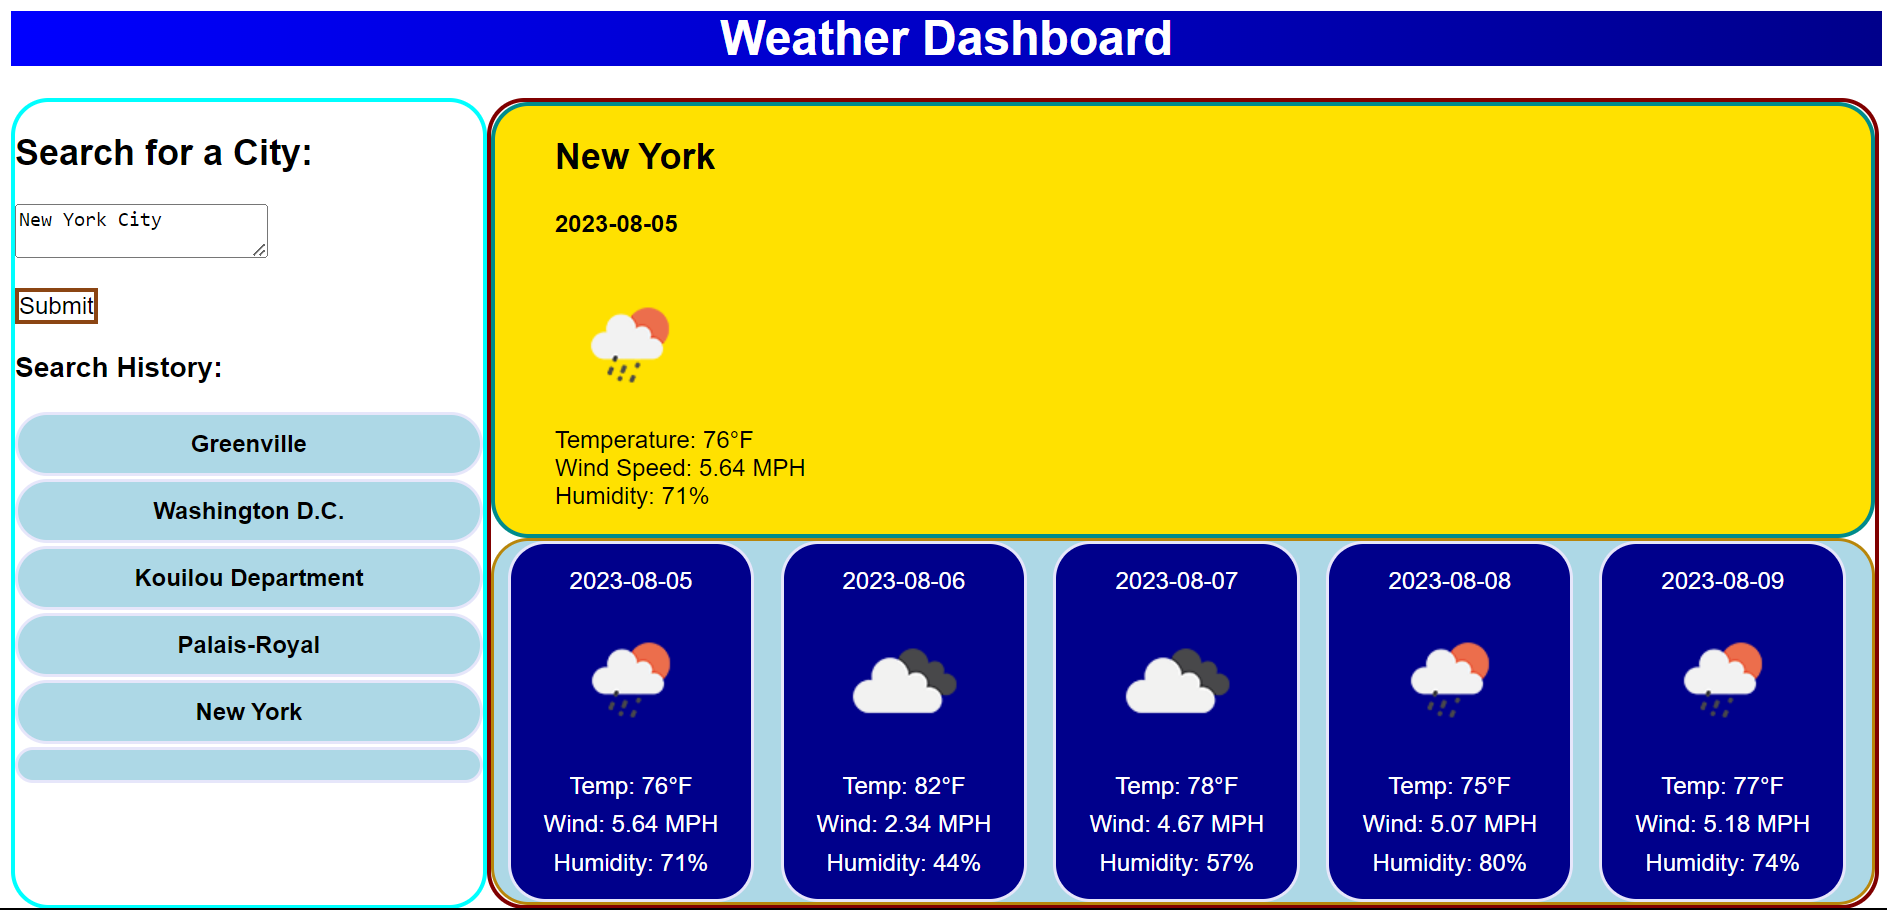 Weather Dashboard
Search for a City:
New York City
Submit
Search History:
Greenville
Washington D.C.
Kouilou Department
Palais-Royal
New York
New York
2023-08-05
Temperature: 76°F
Wind Speed: 5.64 MPH
Humidity: 71%
2023-08-05
Temp: 76°F
Wind: 5.64 MPH
Humidity: 71%
2023-08-06
Temp: 82°F
Wind: 2.34 MPH
Humidity: 44%
2023-08-07
Temp: 78°F
Wind: 4.67 MPH
Humidity: 57%
2023-08-08
Temp: 75°F
Wind: 5.07 MPH
Humidity: 80%
2023-08-09
Temp: 77°F
Wind: 5.18 MPH
Humidity: 74%